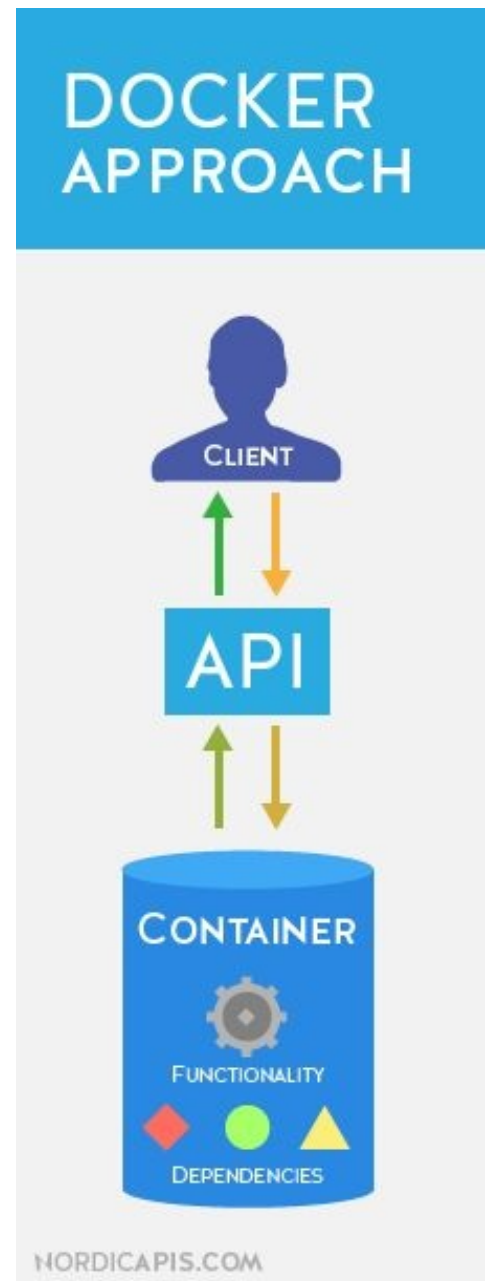 DOCKER
APPROACH
CLIENT
API
CONTAINER
FUNCTIONALITY
DEPENDENCIES
NORDICAPIS.COM